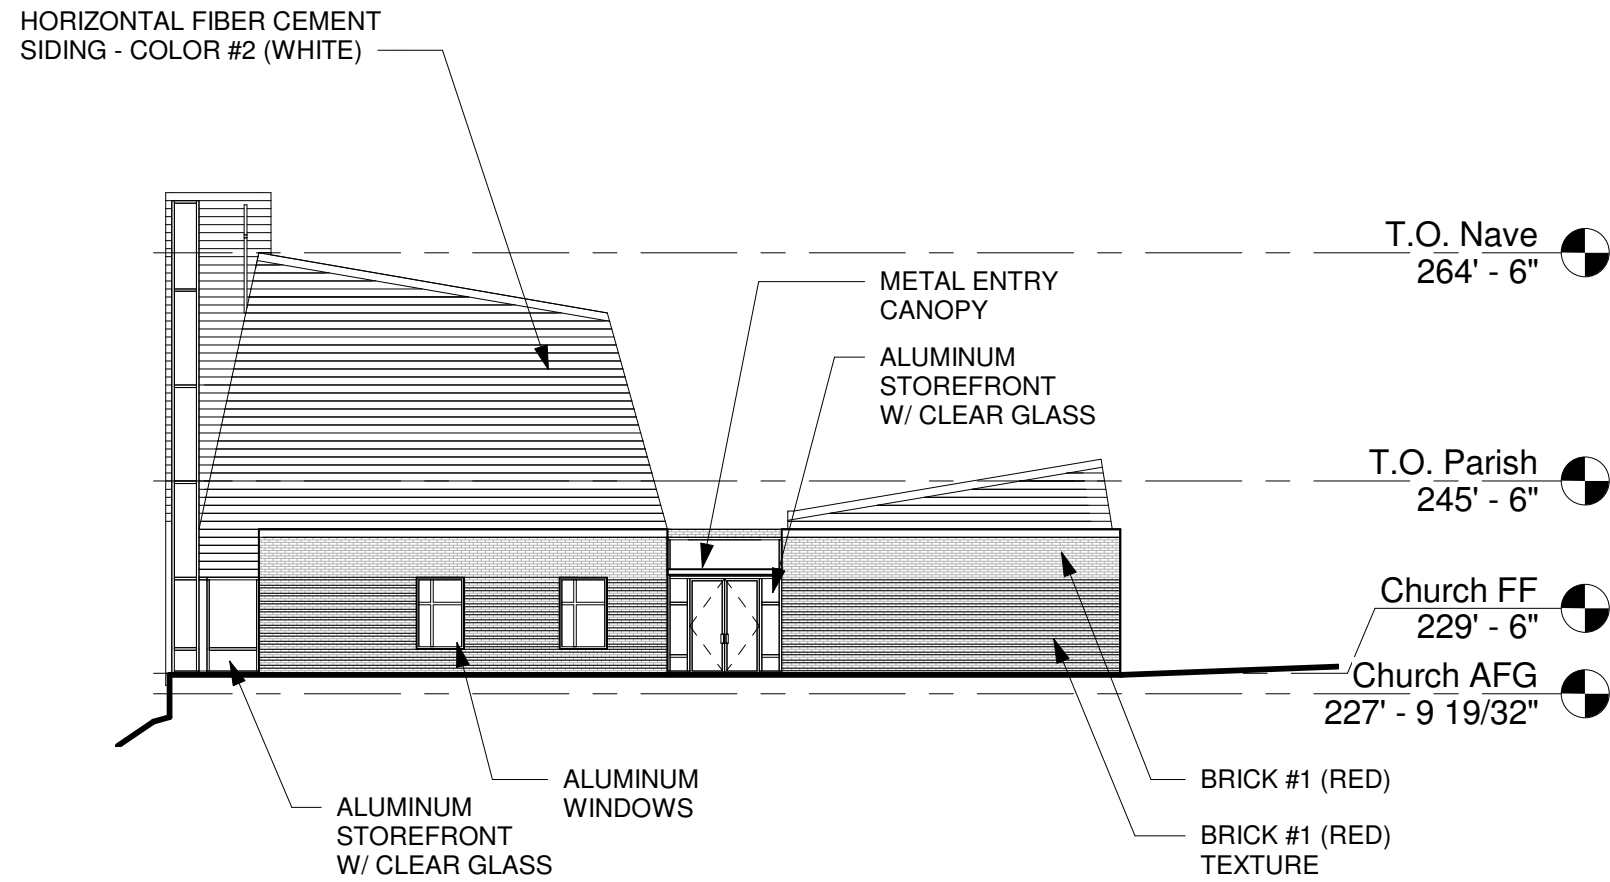 HORIZONTAL FIBER CEMENT
SIDING - COLOR #2 (WHITE)
T.O. Nave
264' - 6"
METAL ENTRY
CANOPY
ALUMINUM
STOREFRONT
W/ CLEAR GLASS
T.O. Parish
245' - 6"
Church FF
229' - 6"
Church AFG
227' - 9 19/32"
ALUMINUM
WINDOWS
BRICK #1 (RED)
ALUMINUM
STOREFRONT
W/ CLEAR GLASS
BRICK #1 (RED)
TEXTURE